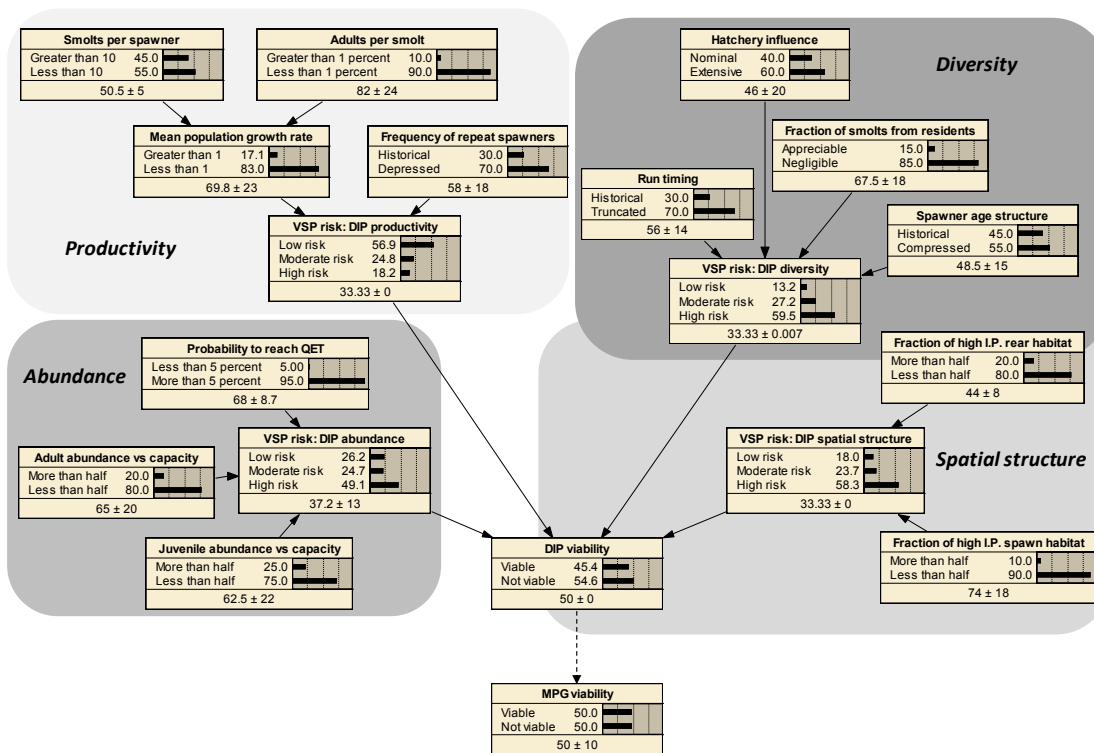 Smolts per spawner
Greater than 10 45.0
Less than 10 55.0
50.5 ± 5
Adults per smolt
Greater than 1 percent 10.0
Less than 1 percent 90.0
82 ± 24
Mean population growth rate
Greater than 1 17.1
Less than 1 83.0
69.8 ± 23
Frequency of repeat spawners
Historical 30.0
Depressed 70.0
58 ± 18
VSP risk: DIP productivity
Low risk 56.9
Moderate risk 24.8
High risk 18.2
33.33 ± 0
Productivity
Hatchery influence
Nominal 40.0
Extensive 60.0
46 ± 20
Diversity
Fraction of smolts from residents
Appreciable 15.0
Negligible 85.0
67.5 ± 18
Run timing
Historical 30.0
Truncated 70.0
56 ± 14
Spawner age structure
Historical 45.0
Compressed 55.0
48.5 ± 15
VSP risk: DIP diversity
Low risk 13.2
Moderate risk 27.2
High risk 59.5
33.33 ± 0.007
Abundance
Probability to reach QET
Less than 5 percent 5.00
More than 5 percent 95.0
68 ± 8.7
Adult abundance vs capacity
More than half 20.0
Less than half 80.0
65 ± 20
VSP risk: DIP abundance
Low risk 26.2
Moderate risk 24.7
High risk 49.1
37.2 ± 13
Juvenile abundance vs capacity
More than half 25.0
Less than half 75.0
62.5 ± 22
Fraction of high I.P. rear habitat
More than half 20.0
Less than half 80.0
44 ± 8
VSP risk: DIP spatial structure
Low risk 18.0
Moderate risk 23.7
High risk 58.3
33.33 ± 0
Spatial structure
Fraction of high I.P. spawn habitat
More than half 10.0
Less than half 90.0
74 ± 18
DIP viability
Viable 45.4
Not viable 54.6
50 ± 0
MPG viability
Viable 50.0
Not viable 50.0
50 ± 10